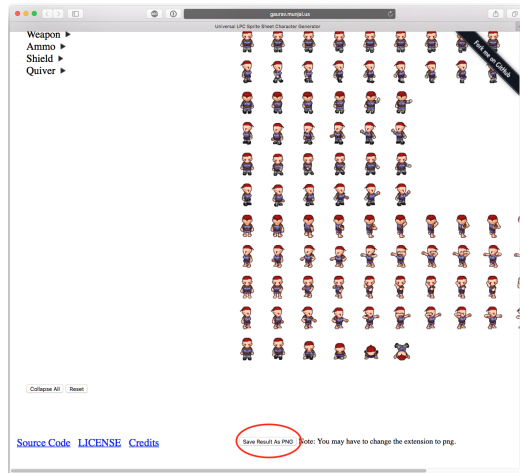 gaurav.munjal.us
Universal LPC Sprite Sheet Character Generator
Weapon ▶
Ammo ▶
Shield ▶
Quiver ▶
Fork me on GitHub
Collapse All Reset
Source Code LICENSE Credits
Save Result As PNG Note: You may have to change the extension to png.